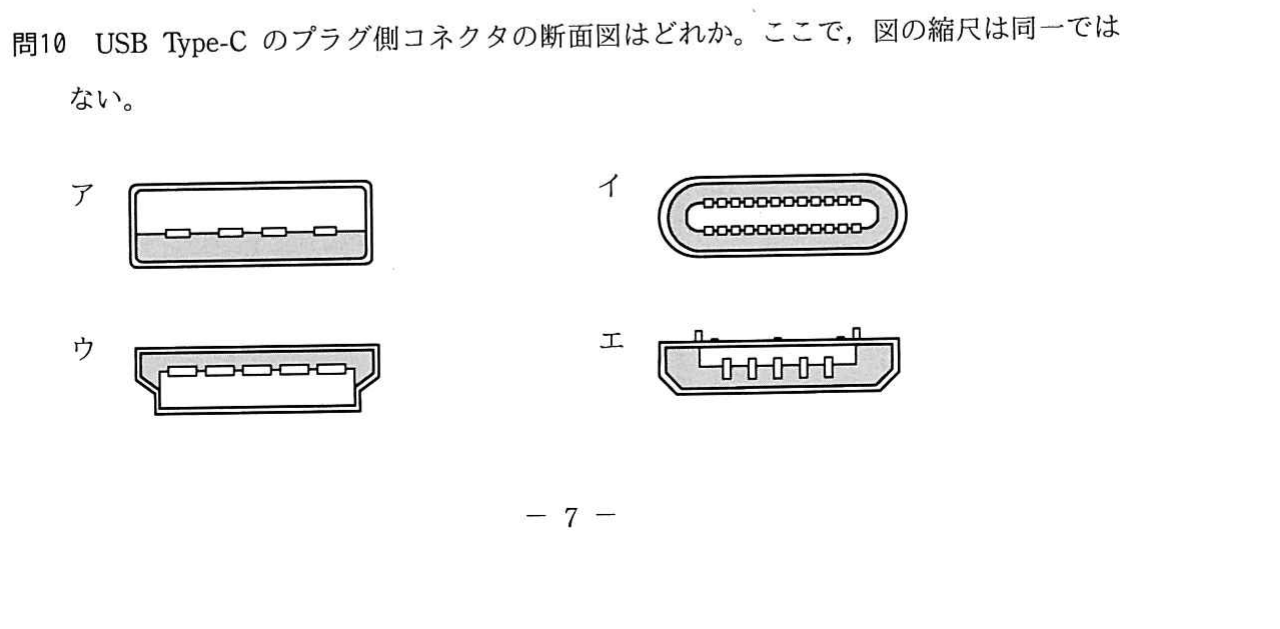 問10 USB Type-C のプラグ側コネクタの断面図はどれか。ここで，図の縮尺は同一では
ない。
ア
イ
ウ
エ
－ 7 －